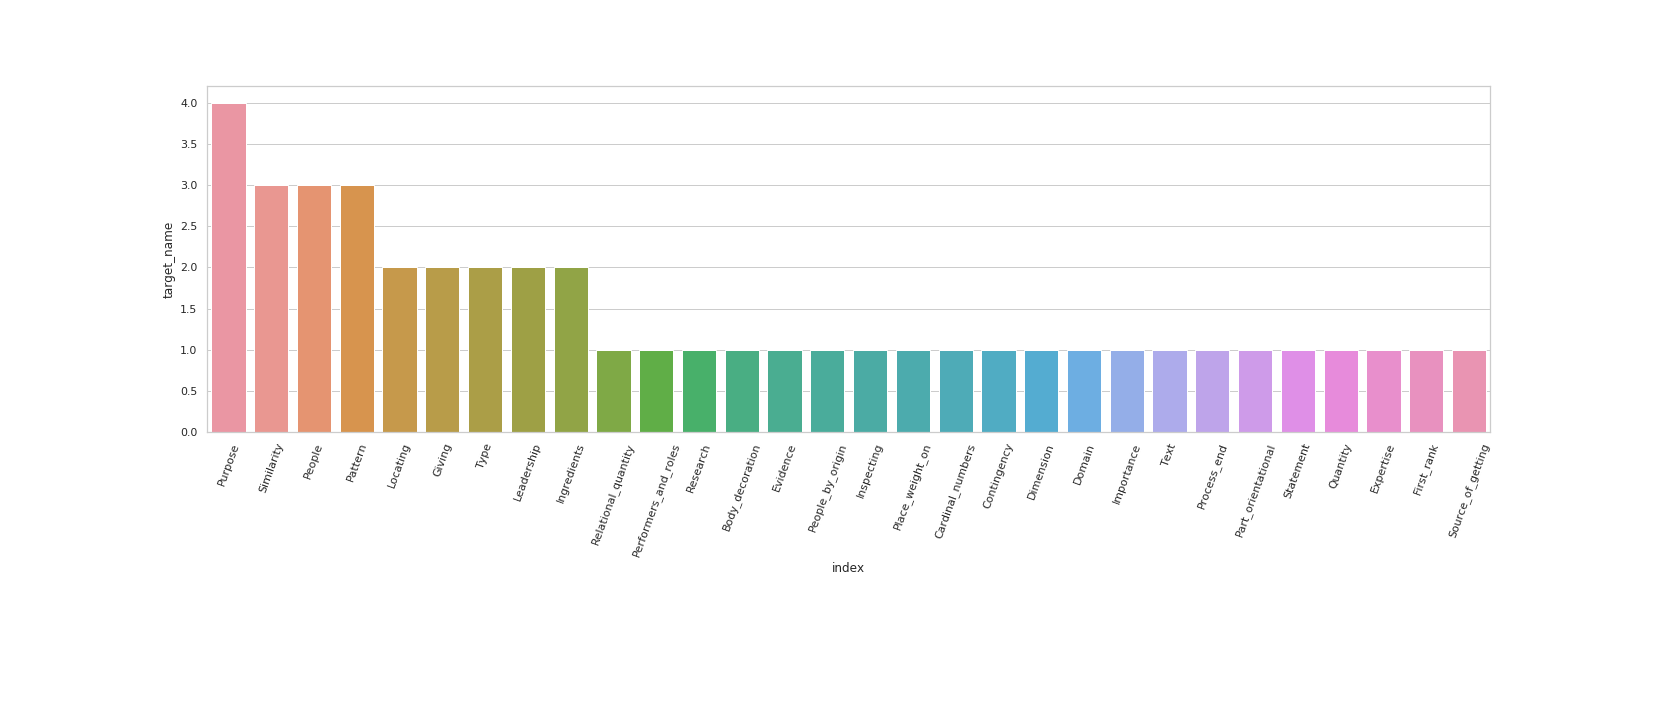 4.0
3.5
3.0
2.5
2.0
1.5
1.0
0.5
0.0
target_name
Purpose
Similarity
People
Pattern
Locating
Giving
Type
Leadership
Ingredients
Relational_quantity
Performers_and_roles
Research
Body_decoration
Evidence
People_by_origin
Inspecting
Place_weight_on
Cardinal_numbers
Contingency
Dimension
Domain
Importance
Text
Process_end
Part_orientational
Statement
Quantity
Expertise
First_rank
Source_of_getting
index